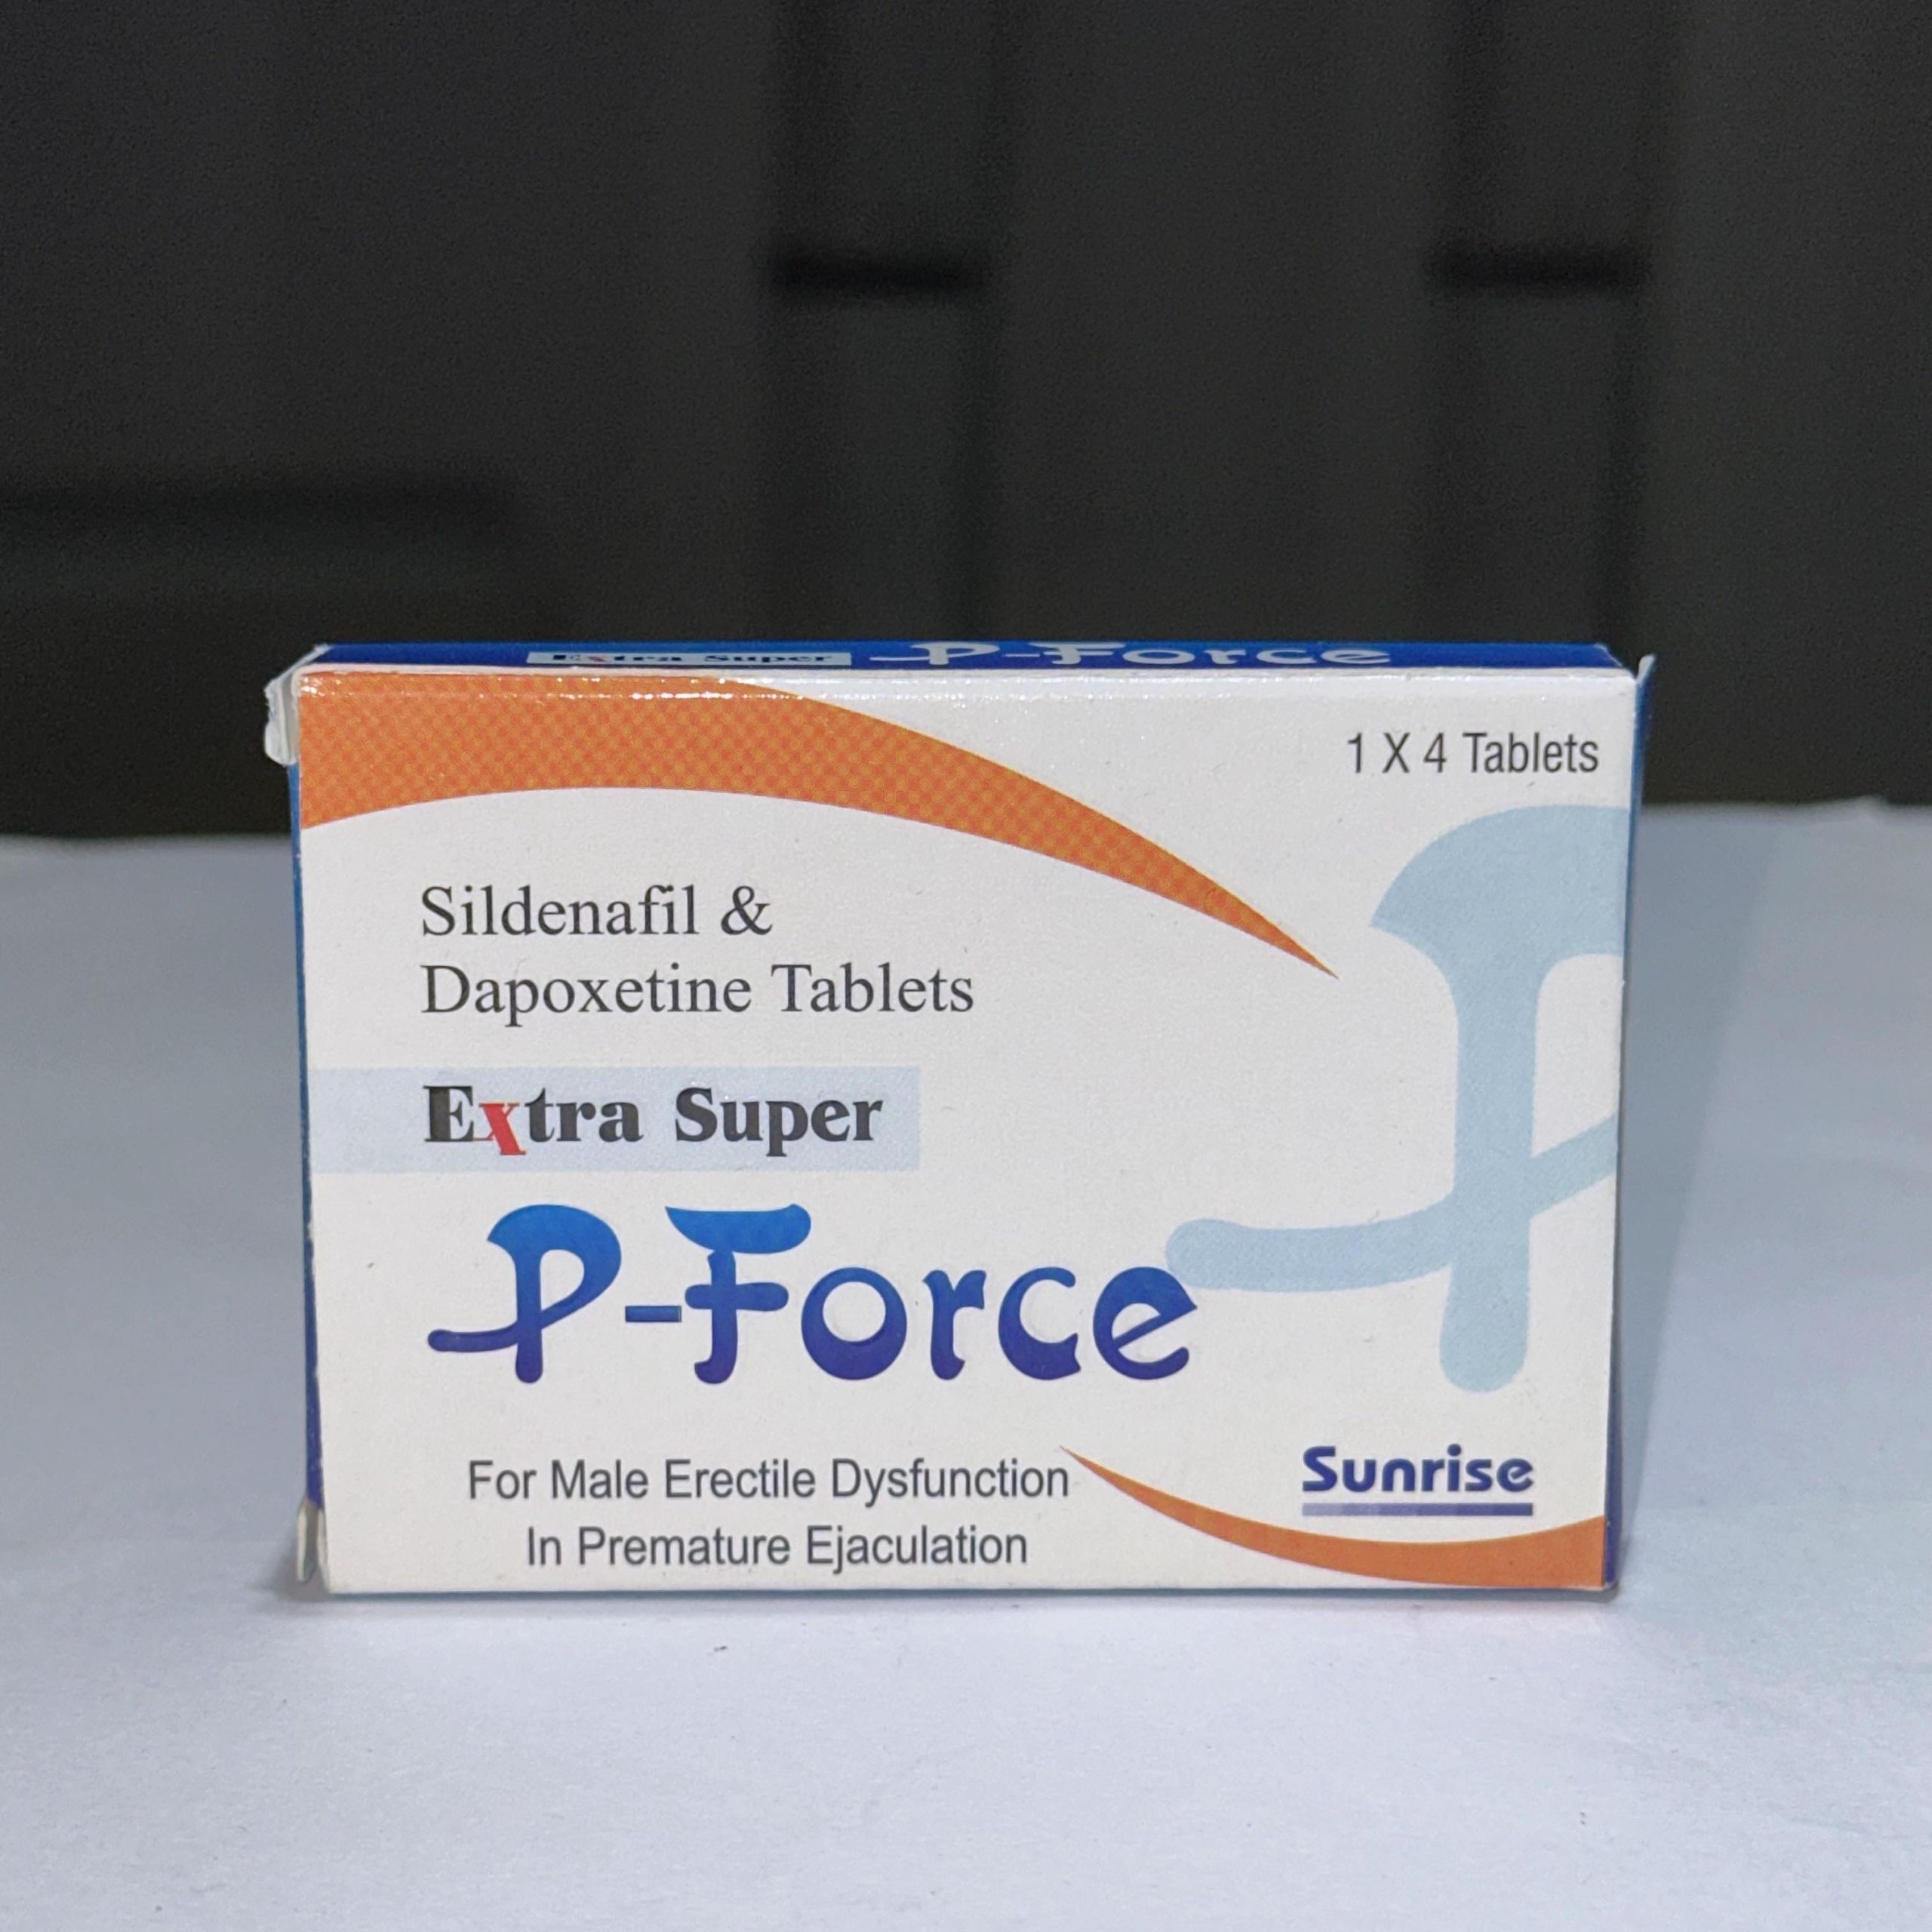 Extra Super P-Force
1 X 4 Tablets
Sildenafil &
Dapoxetine Tablets
Extra Super
P-Force
For Male Erectile Dysfunction
In Premature Ejaculation
Sunrise